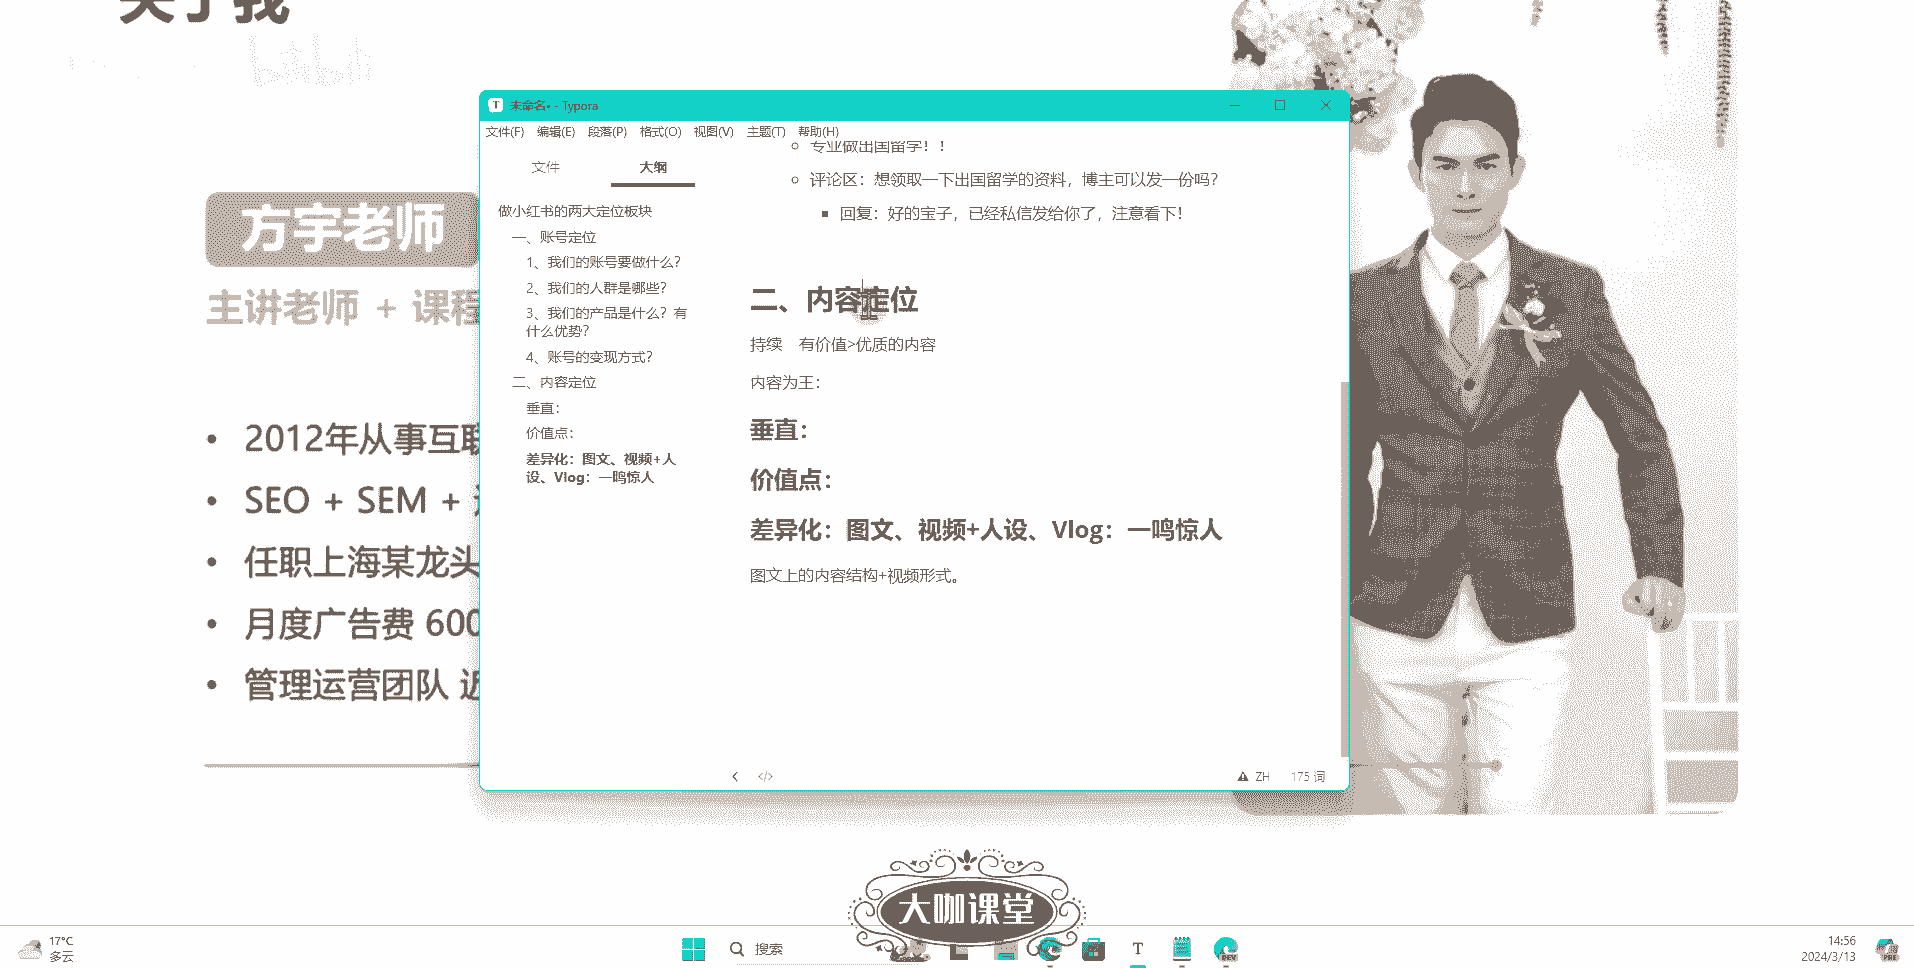 关于我
bilibili
未命名• - Typora
文件(F) 编辑(E) 段落(P) 格式(O) 视图(V) 主题(T) 帮助(H)
文件 大纲
做小红书的两大定位板块
一、账号定位
1、我们的账号要做什么？
2、我们的人群是哪些？
3、我们的产品是什么？有
什么优势？
4、账号的变现方式？
二、内容定位
垂直：
价值点：
差异化：图文、视频+人
设、Vlog：一鸣惊人
专业做出国留学！！
评论区：想领取一下出国留学的资料，博主可以发一份吗？
回复：好的宝子，已经私信发给你了，注意看下！
二、内容定位
持续 有价值>优质的内容
内容为王：
垂直：
价值点：
差异化：图文、视频+人设、Vlog：一鸣惊人
图文上的内容结构+视频形式。
ZH 175 词
方宇老师
主讲老师 + 课程
2012年从事互联
SEO + SEM +
任职上海某龙头
月度广告费 600
管理运营团队 近
大咖课堂
17°C
多云
搜索
14:56
2024/3/13
DEV
PRE